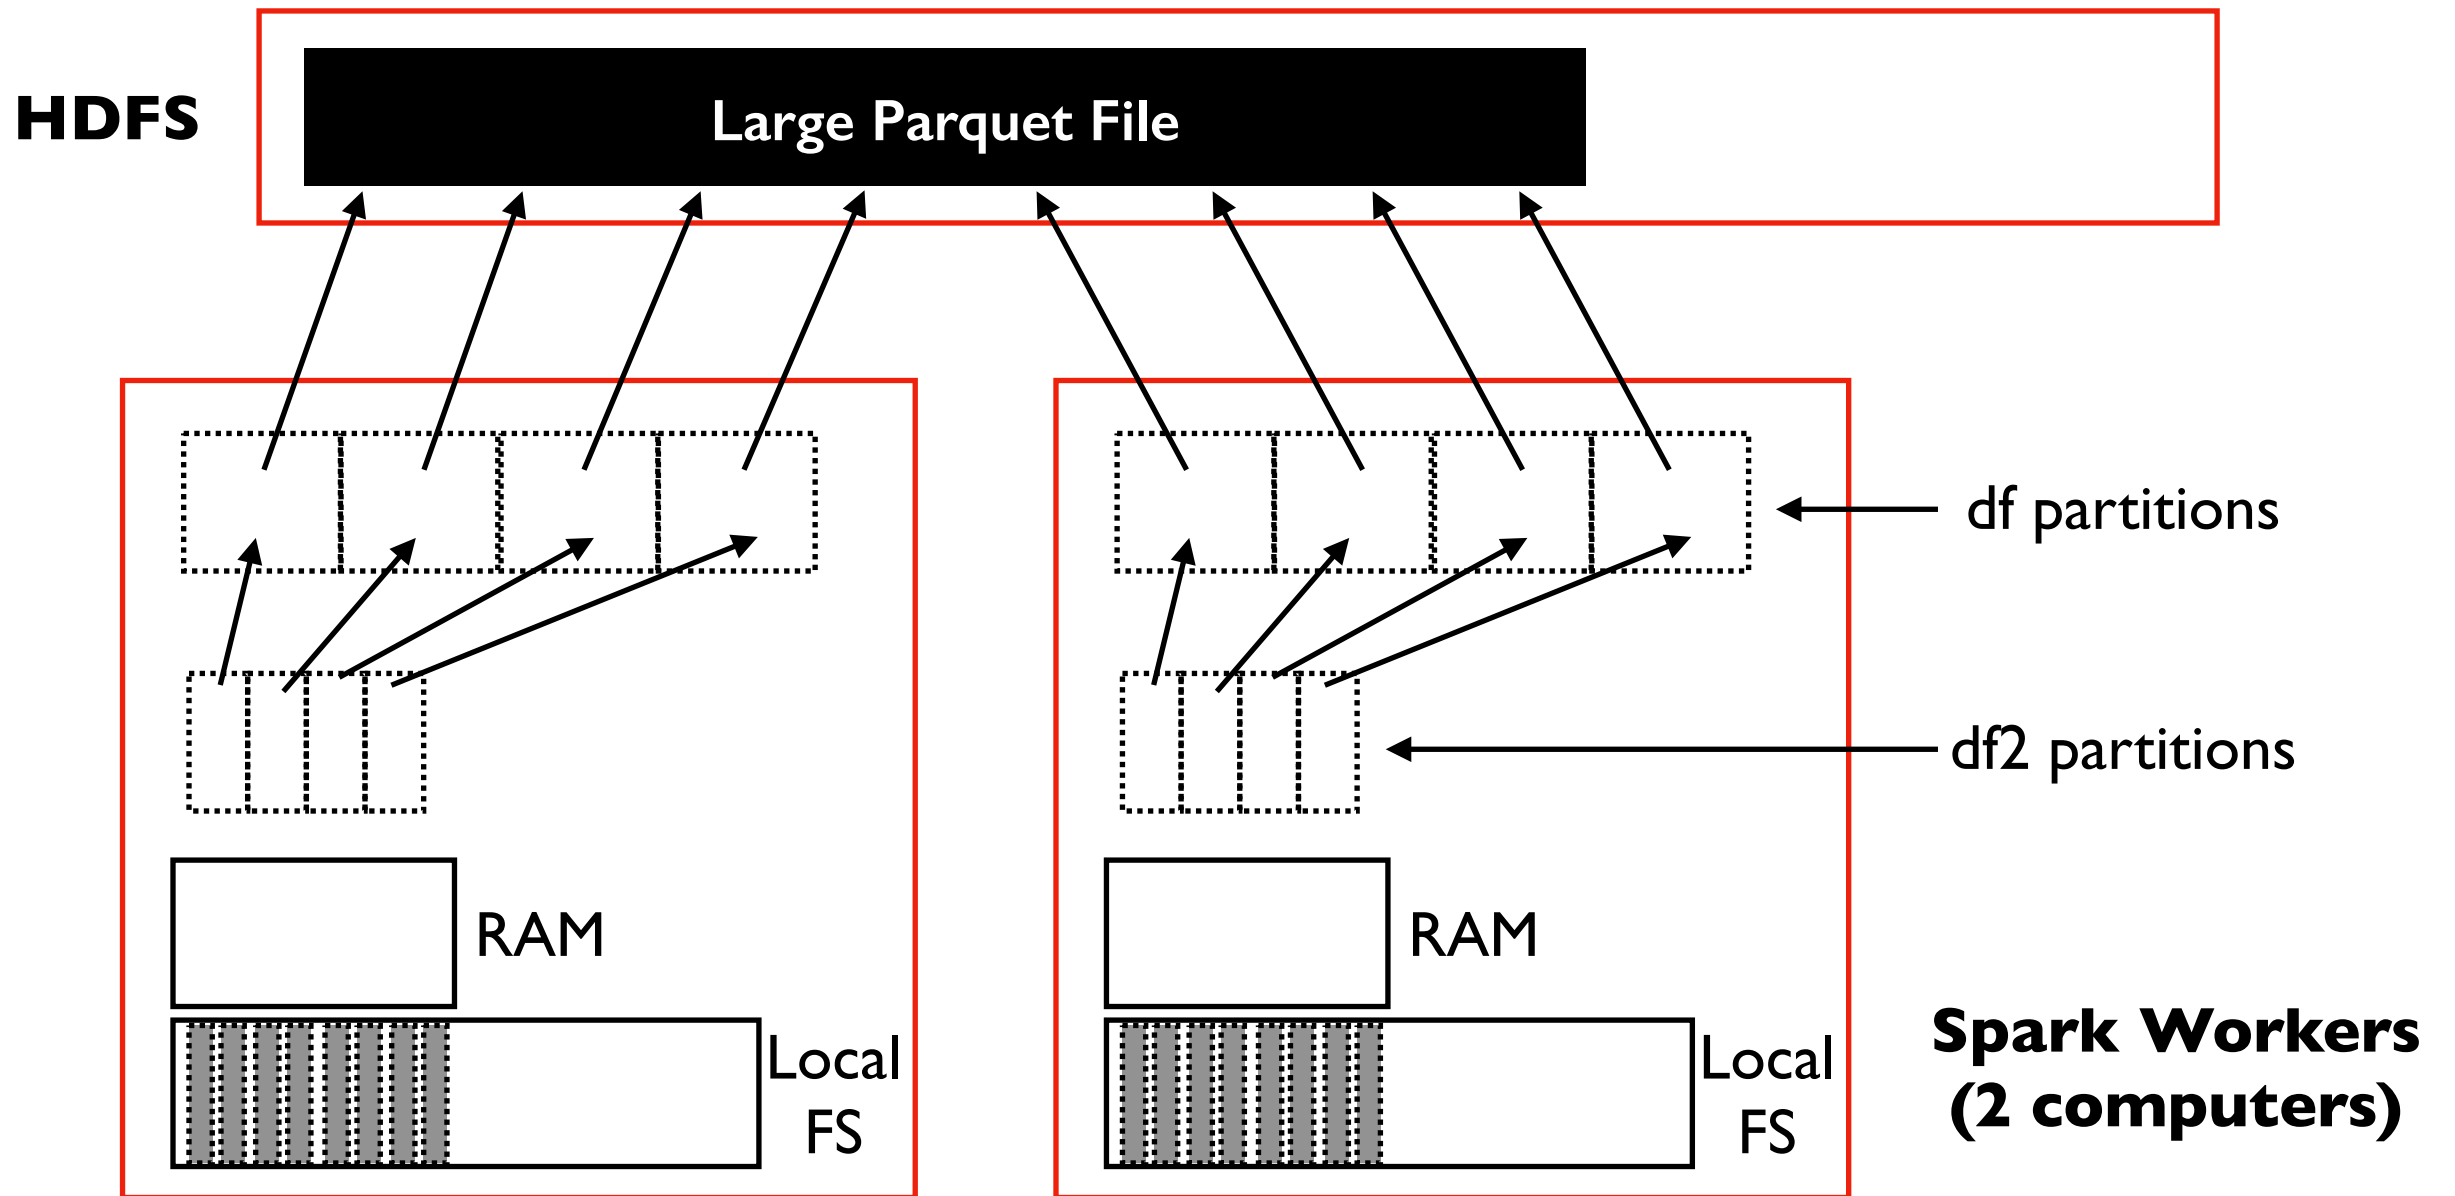 HDFS
Large Parquet File
df partitions
df2 partitions
RAM
RAM
Local
FS
Local
FS
Spark Workers
(2 computers)